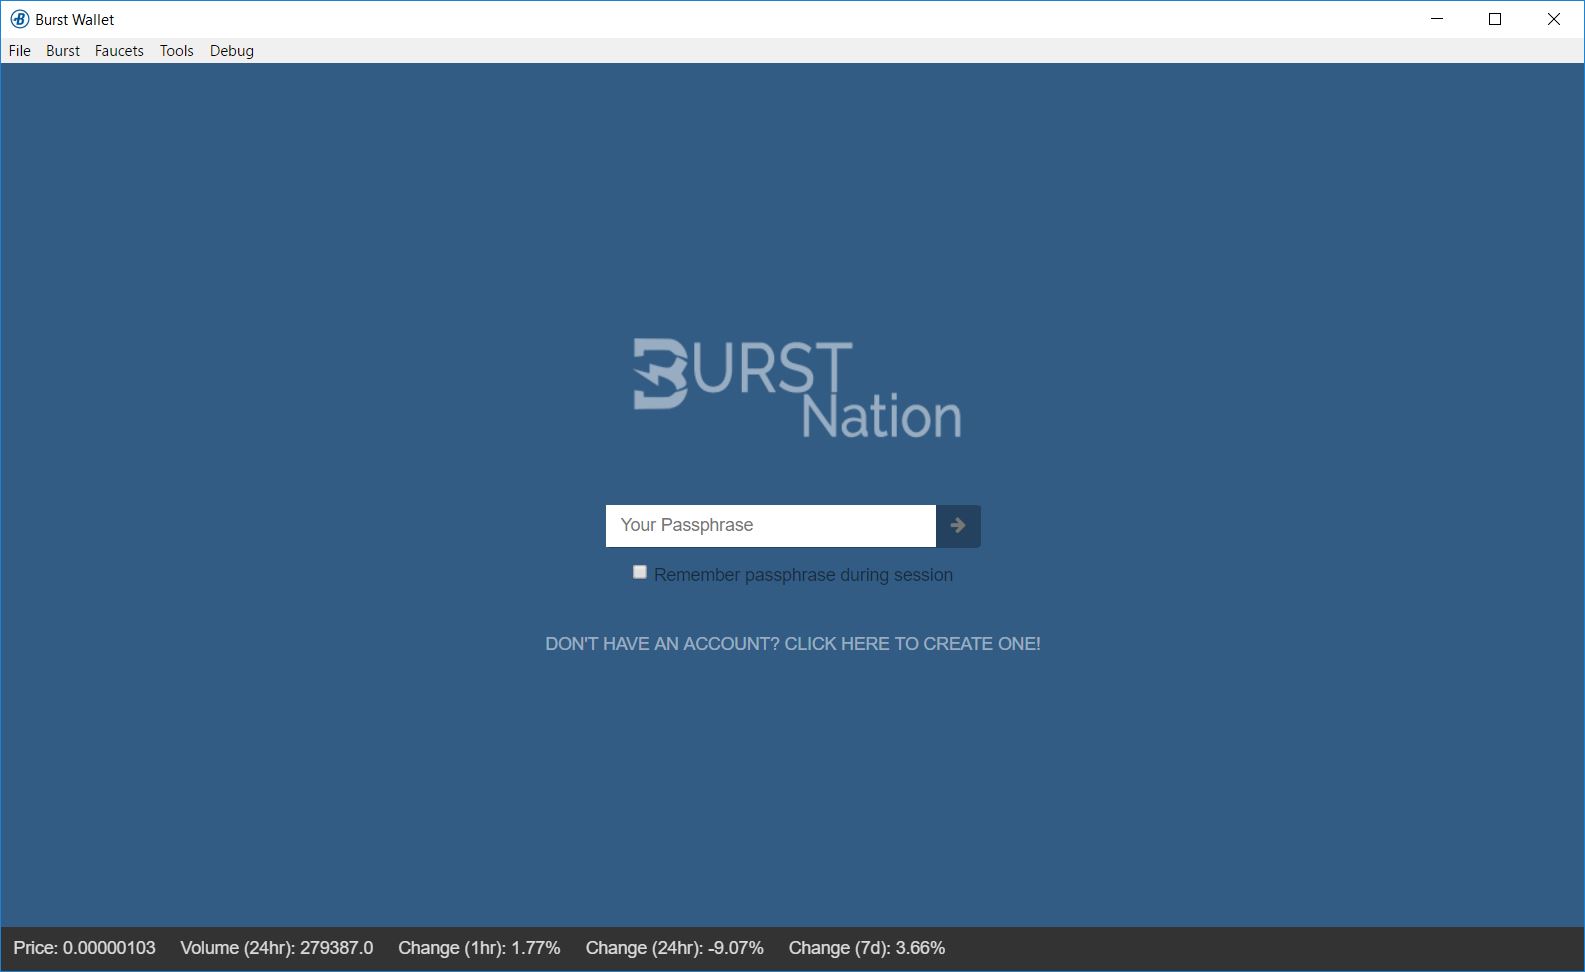 Burst Wallet
File Burst Faucets Tools Debug
BURST
Nation
Your Passphrase
Remember passphrase during session
DON'T HAVE AN ACCOUNT? CLICK HERE TO CREATE ONE!
Price: 0.00000103 Volume (24hr): 279387.0 Change (1hr): 1.77% Change (24hr): -9.07% Change (7d): 3.66%